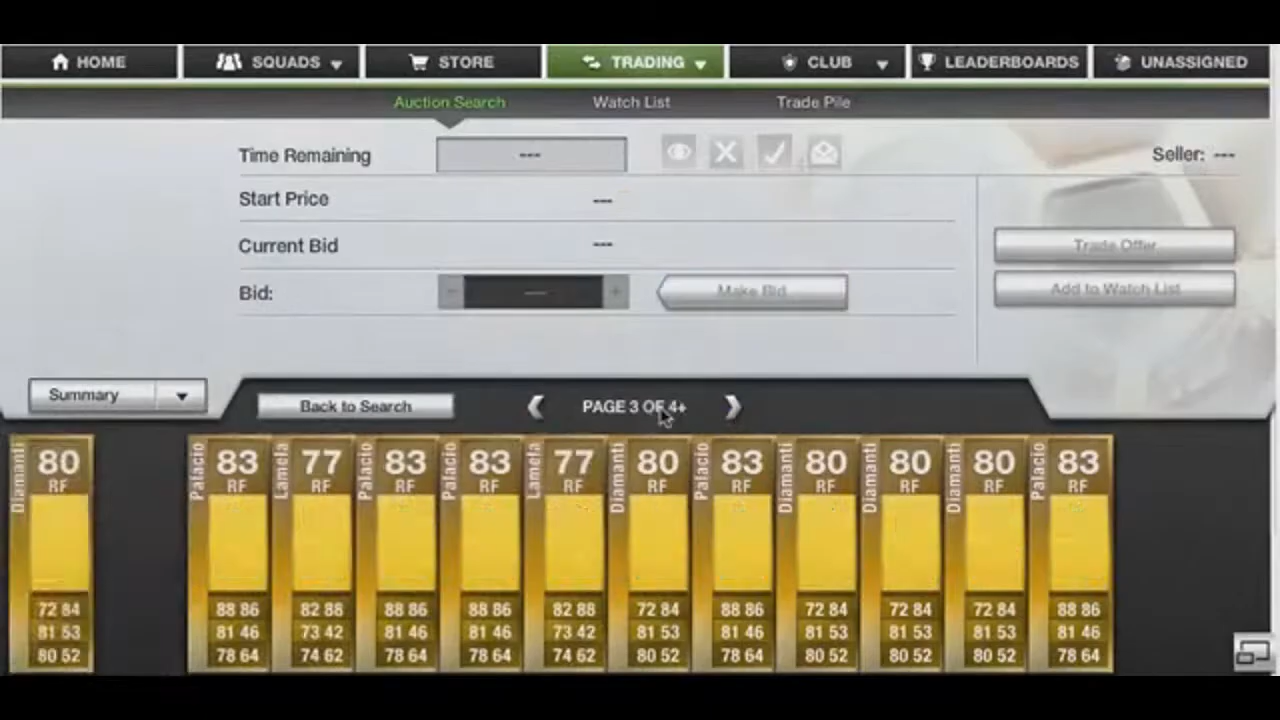 HOME SQUADS STORE TRADING CLUB LEADERBOARDS UNASSIGNED
Auction Search Watch List Trade Pile
Time Remaining --- Seller: ---
Start Price ---
Current Bid --- Trade Offer
Bid: - --- + Make Bid Add to Watch List
Summary Back to Search PAGE 3 OF 4+
Diamanti Palacio Lamela Palacio Palacio Lamela Diamanti Palacio Diamanti Diamanti Diamanti Palacio
80 83 77 83 83 77 80 83 80 80 80 83
RF RF RF RF RF RF RF RF RF RF RF RF
72 84 88 86 82 88 88 86 88 86 82 88 72 84 88 86 72 84 72 84 72 84 88 86
81 53 81 46 73 42 81 46 81 46 73 42 81 53 81 46 81 53 81 53 81 53 81 46
80 52 78 64 74 62 78 64 78 64 74 62 80 52 78 64 80 52 80 52 80 52 78 64